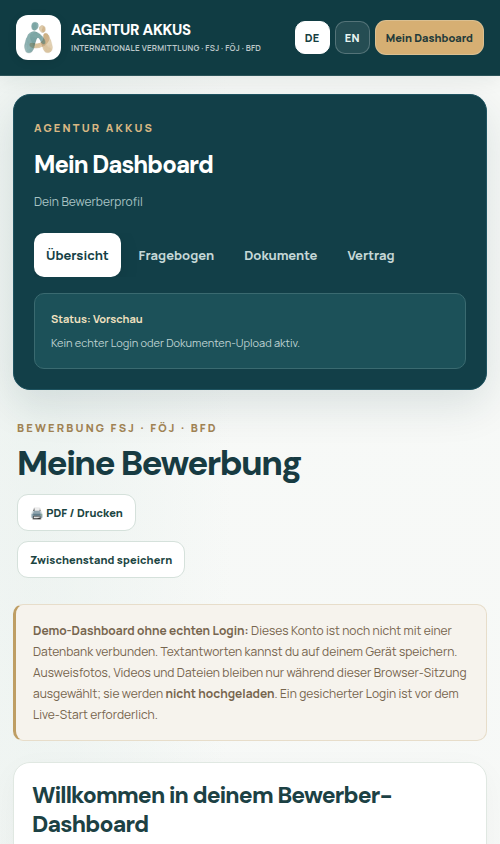 AGENTUR AKKUS
INTERNATIONALE VERMITTLUNG · FSJ · FÖJ · BFD
DE
EN
Mein Dashboard
AGENTUR AKKUS
Mein Dashboard
Dein Bewerberprofil
Übersicht
Fragebogen
Dokumente
Vertrag
Status: Vorschau
Kein echter Login oder Dokumenten-Upload aktiv.
BEWERBUNG FSJ · FÖJ · BFD
Meine Bewerbung
PDF / Drucken
Zwischenstand speichern
Demo-Dashboard ohne echten Login: Dieses Konto ist noch nicht mit einer
Datenbank verbunden. Textantworten kannst du auf deinem Gerät speichern.
Ausweisfotos, Videos und Dateien bleiben nur während dieser Browser-Sitzung
ausgewählt; sie werden nicht hochgeladen. Ein gesicherter Login ist vor dem
Live-Start erforderlich.
Willkommen in deinem Bewerber-
Dashboard